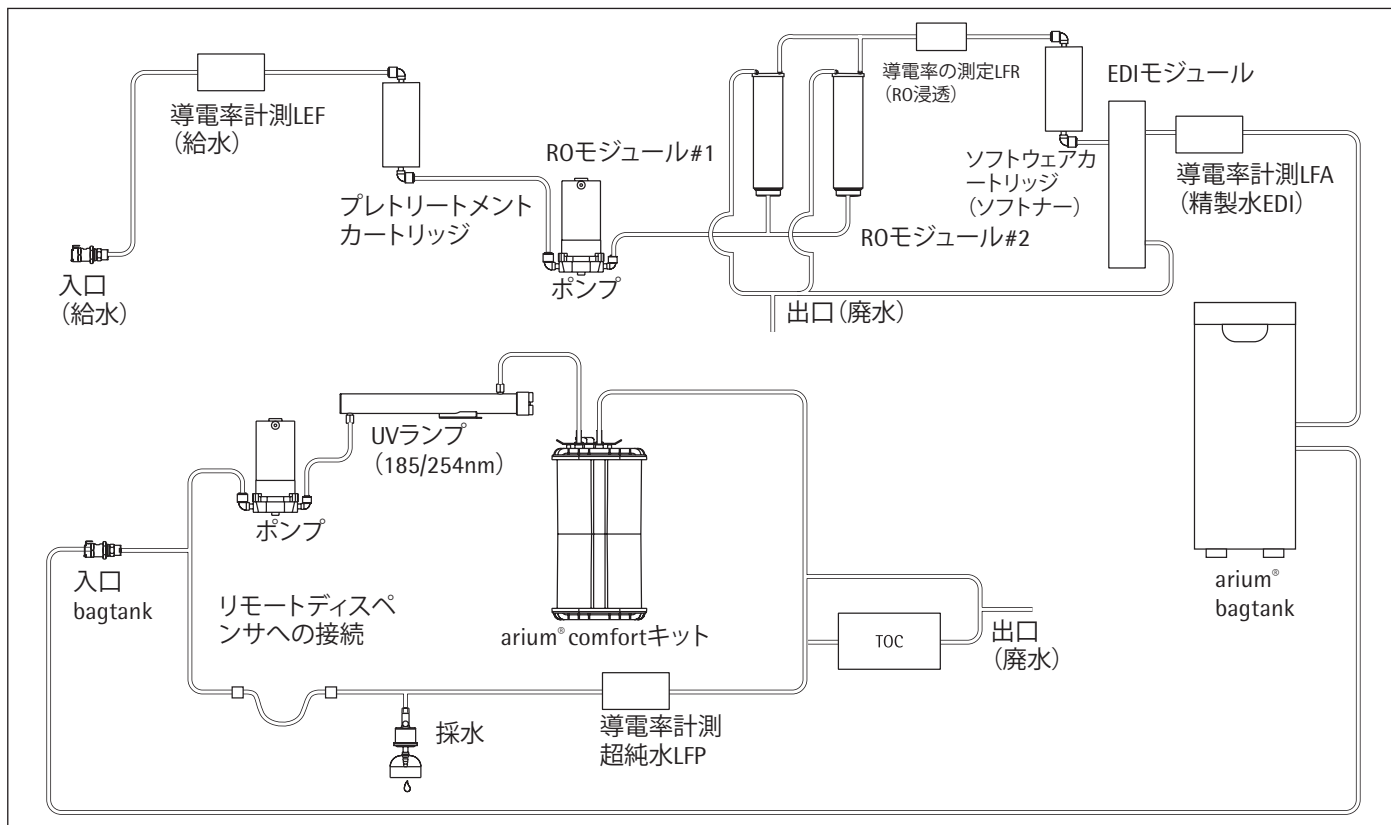 導電率計測LEF
（給水）
プレトリートメント
カートリッジ
入口
（給水）
ROモジュール#1
ポンプ
導電率の測定LFR
（RO浸透）
EDIモジュール
ソフトウェアカ
ートリッジ
（ソフトナー）
導電率計測LFA
（精製水EDI）
ROモジュール#2
出口（廃水）
UVランプ
（185/254nm）
ポンプ
入口
bagtank
リモートディスペ
ンサへの接続
arium® comfortキット
TOC
出口
（廃水）
arium®
bagtank
採水
導電率計測
超純水LFP